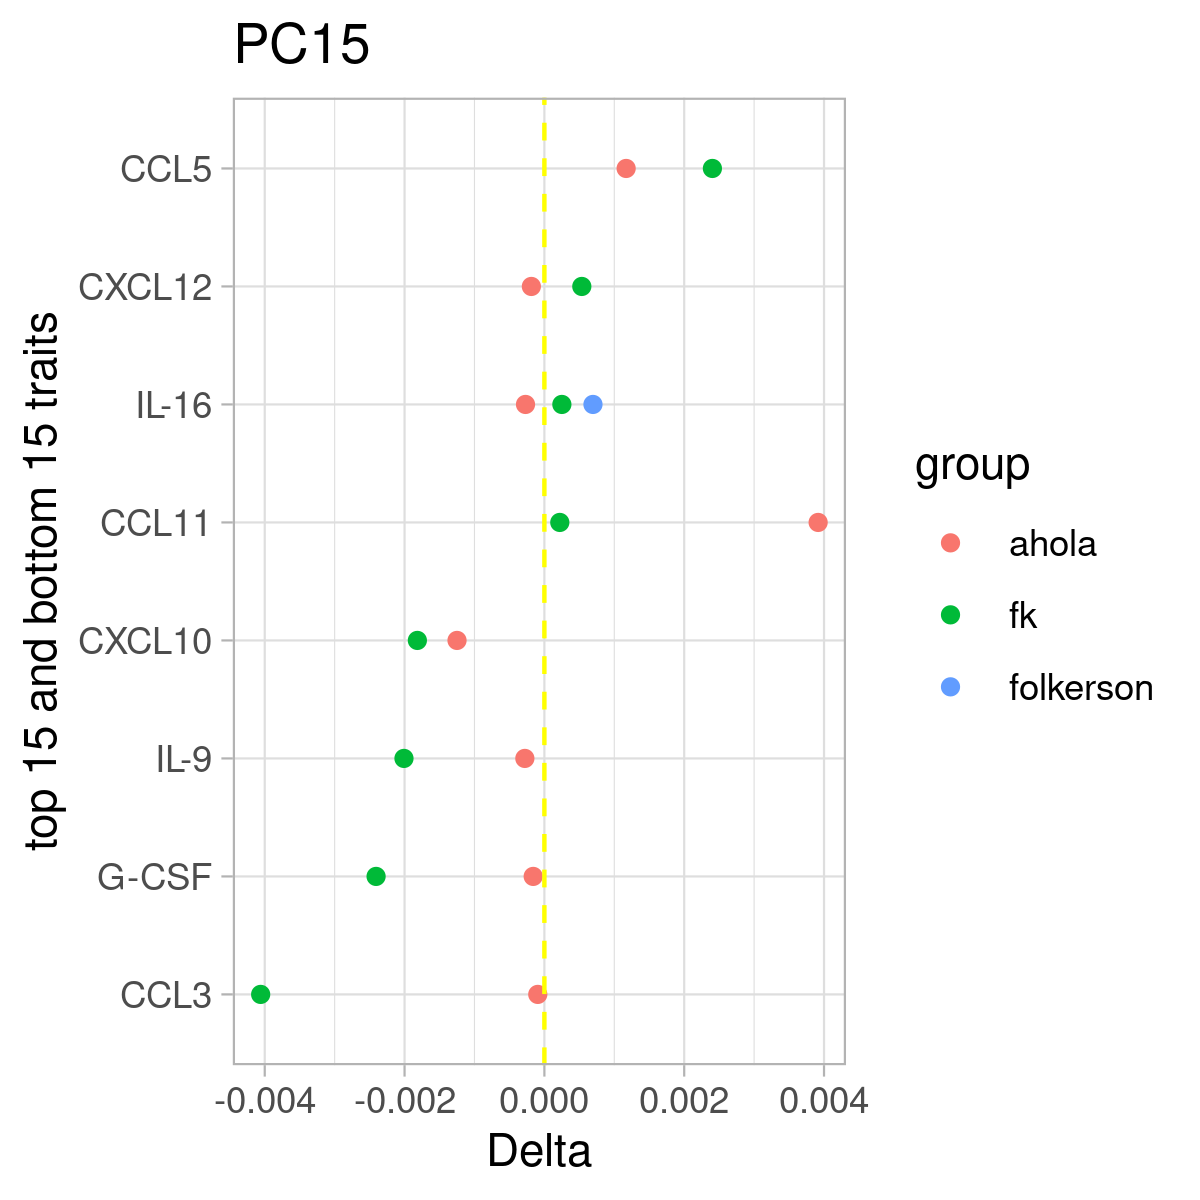 PC15
top 15 and bottom 15 traits
CCL5
CXCL12
IL-16
CCL11
CXCL10
IL-9
G-CSF
CCL3
-0.004 -0.002 0.000 0.002 0.004
Delta
group
ahola
fk
folkerson